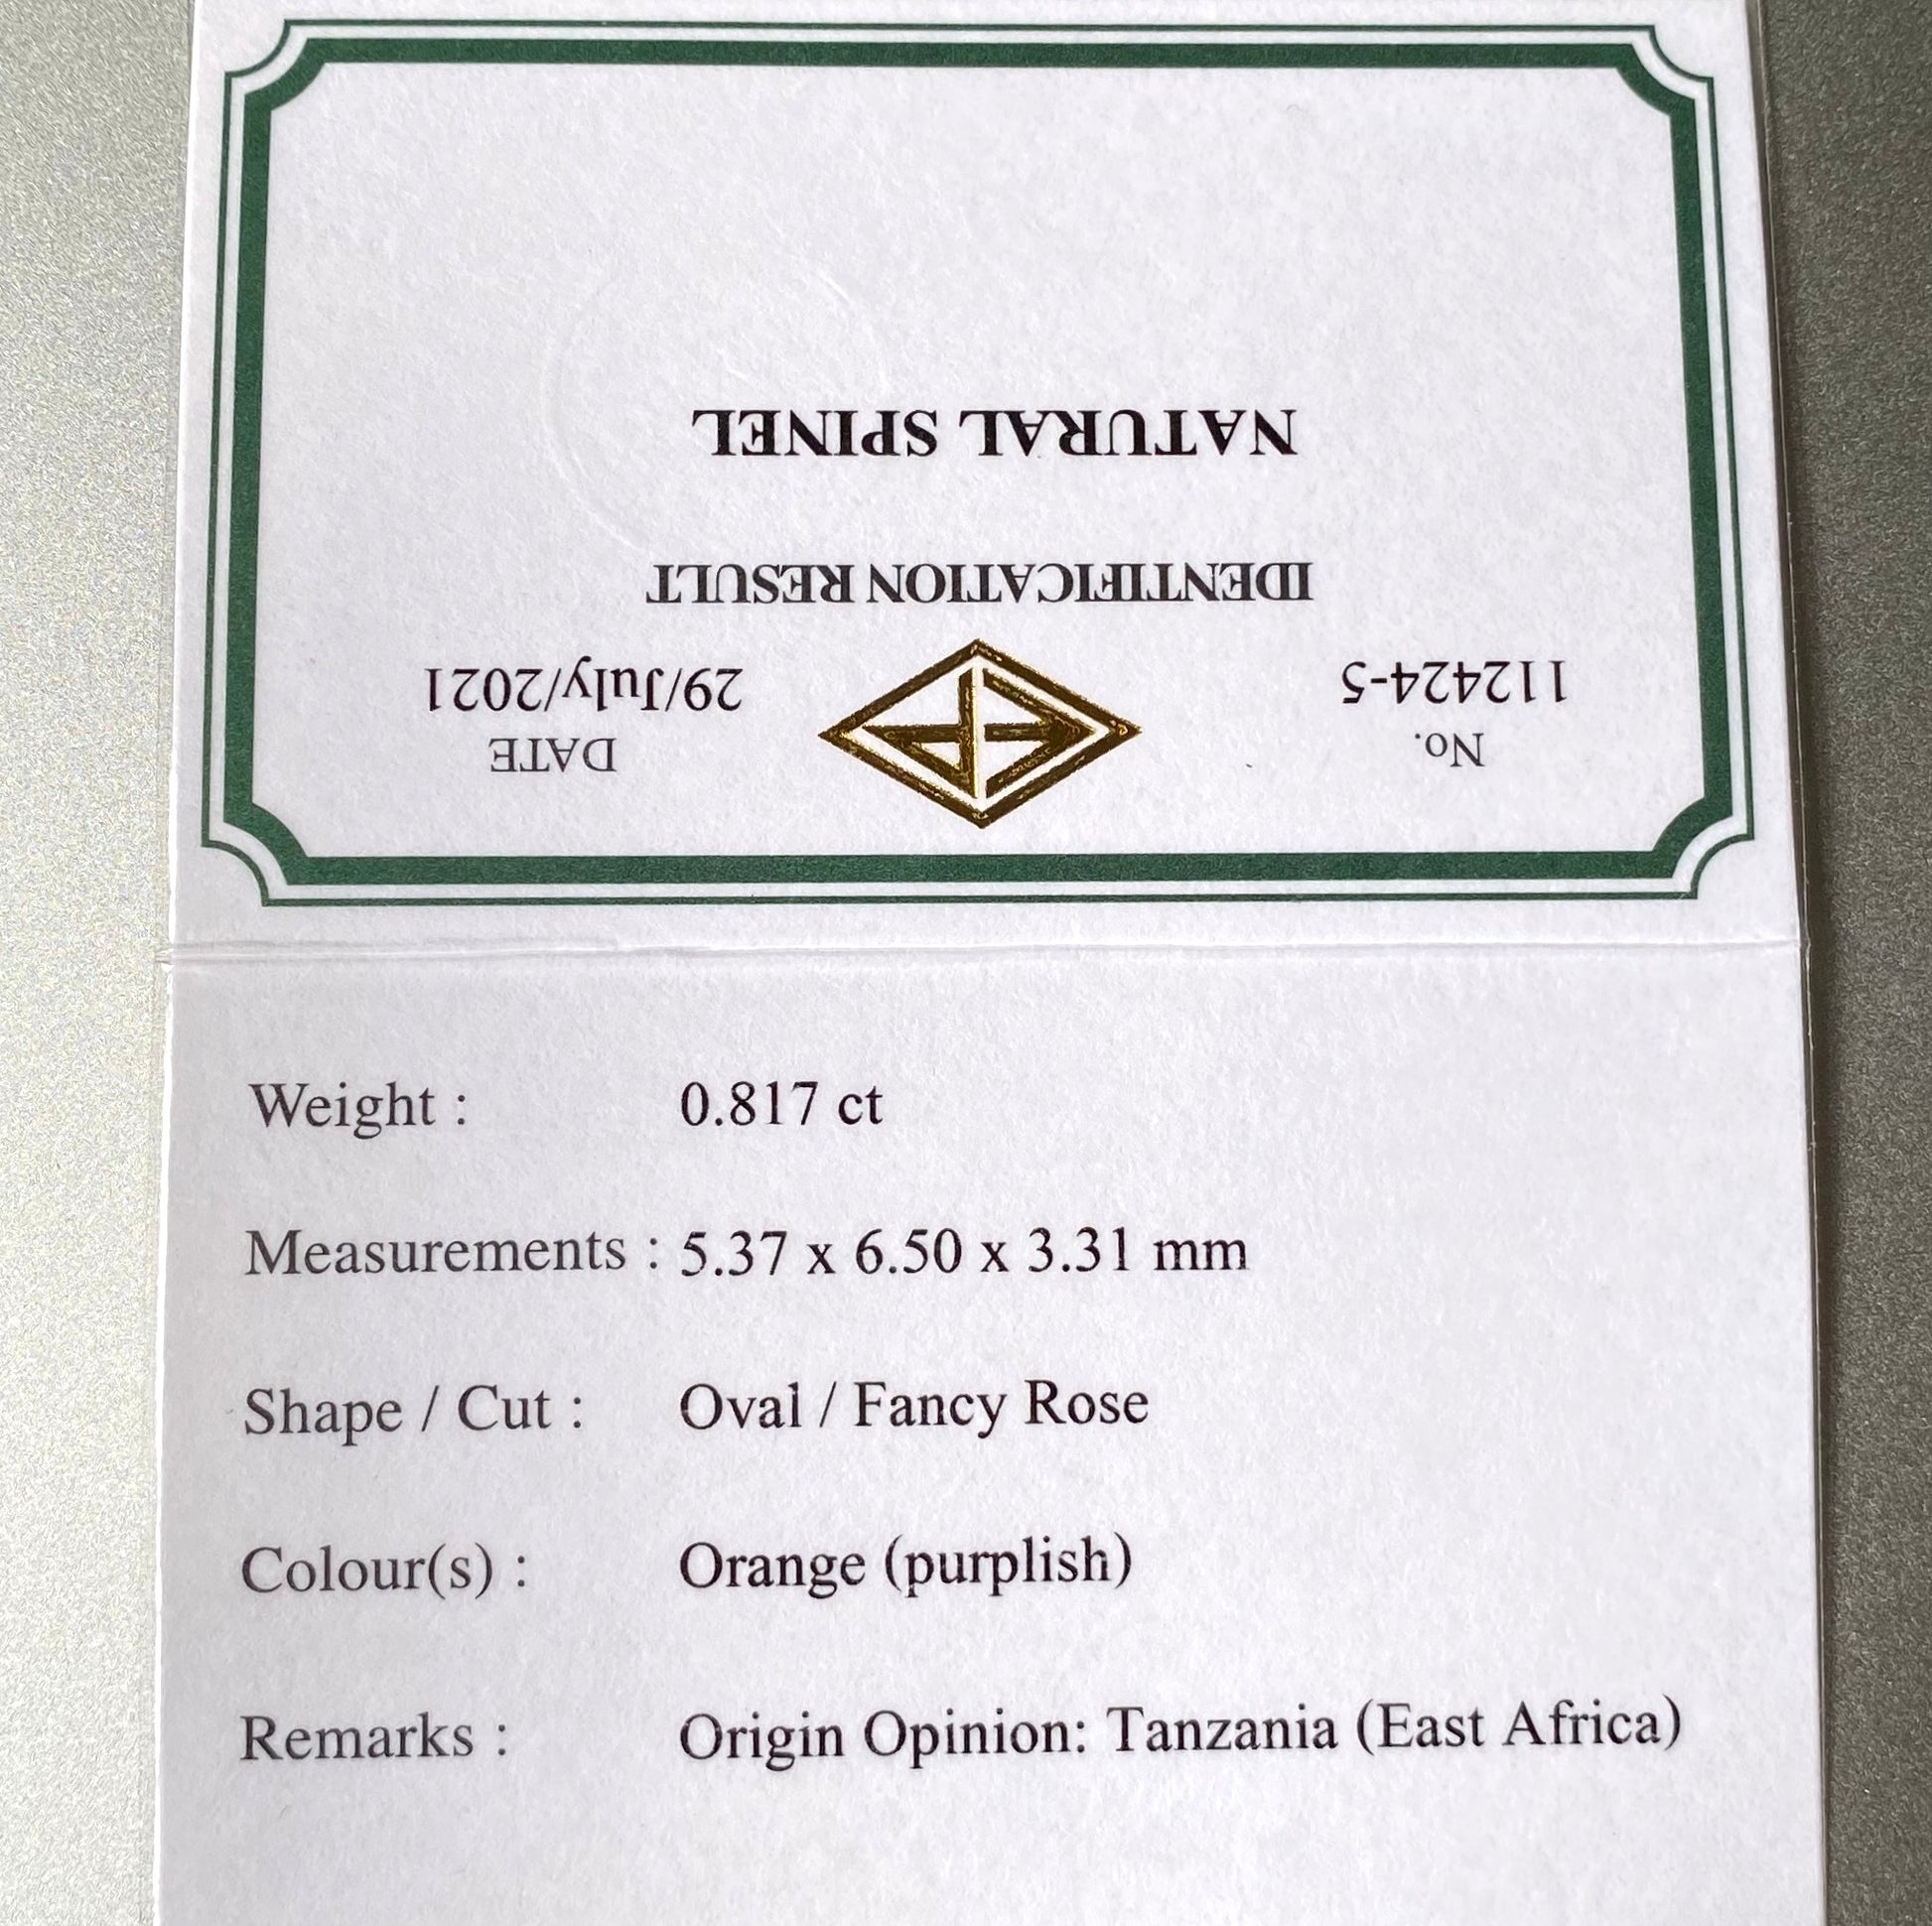 No.
112424-5
DATE
29/July/2021
IDENTIFICATION RESULT
NATURAL SPINEL
Weight : 0.817 ct
Measurements : 5.37 x 6.50 x 3.31 mm
Shape / Cut : Oval / Fancy Rose
Colour(s) : Orange (purplish)
Remarks : Origin Opinion: Tanzania (East Africa)